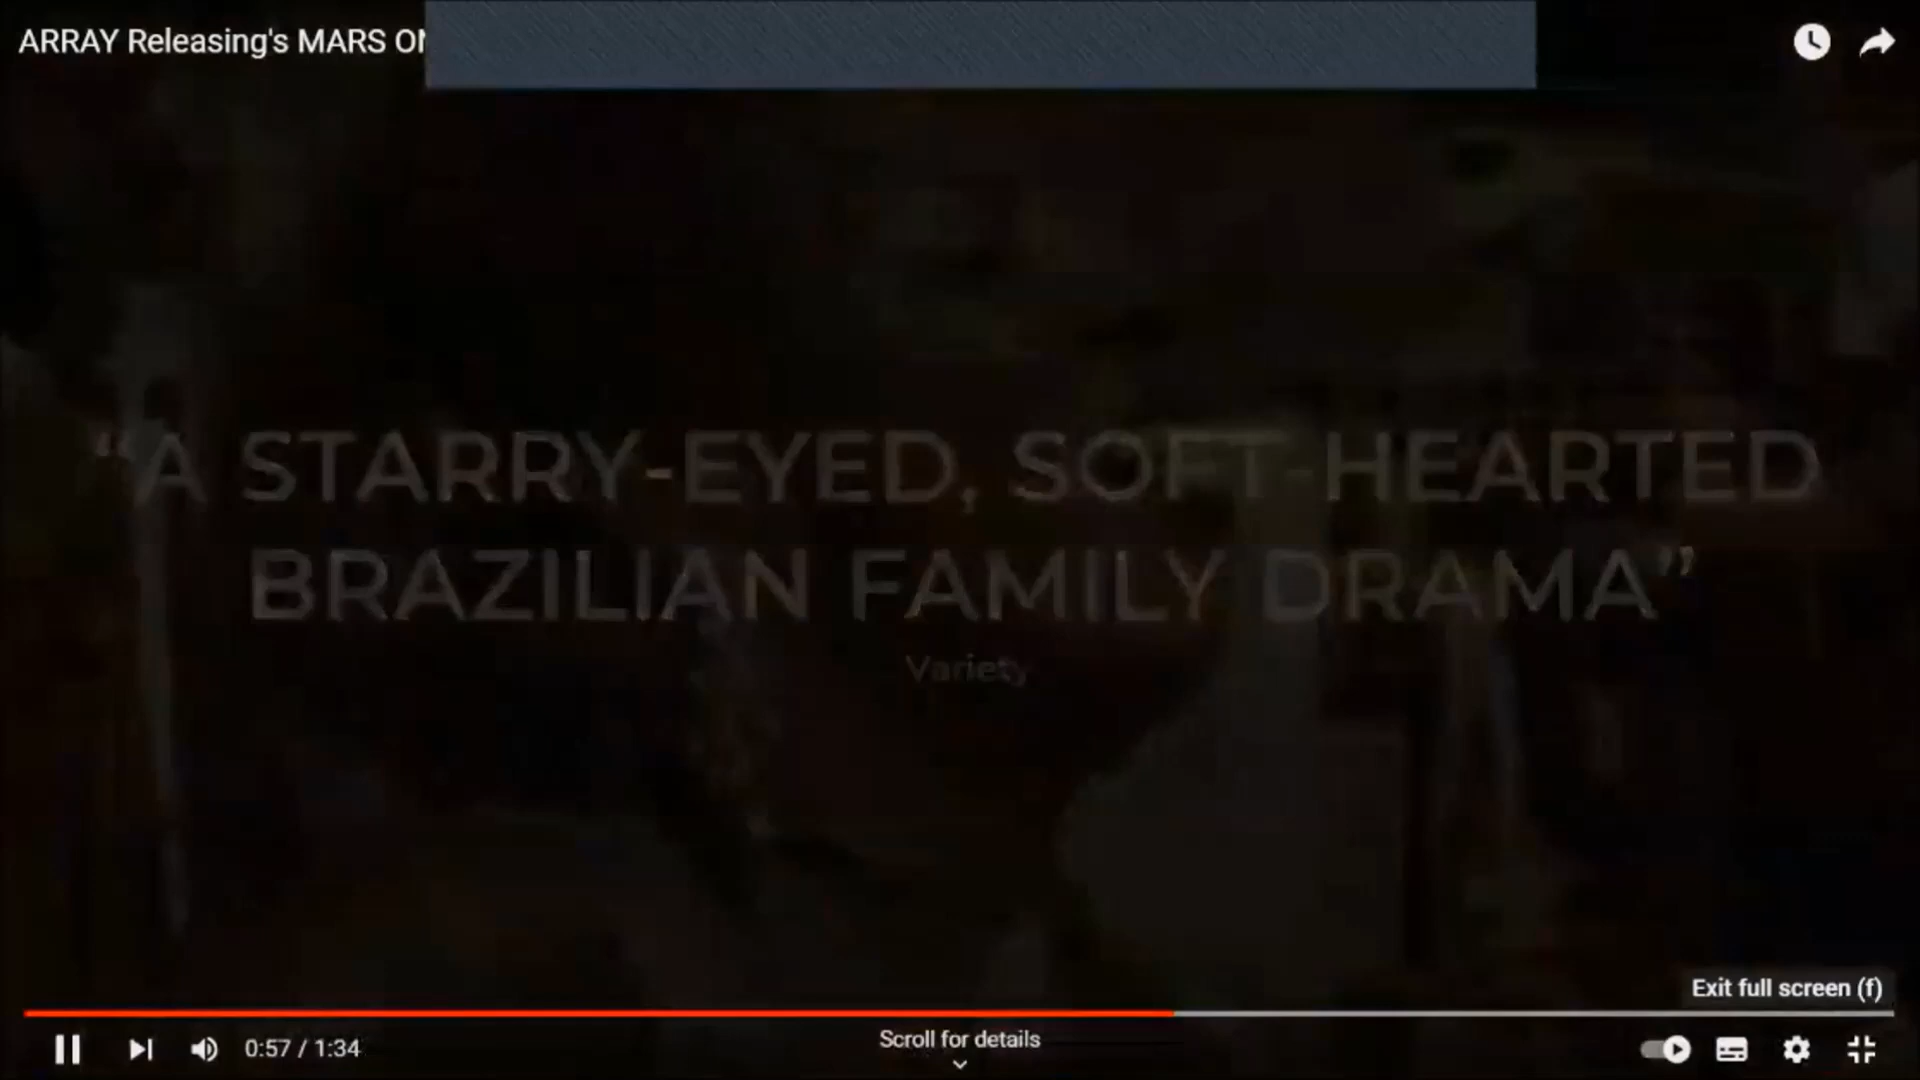 ARRAY Releasing's MARS
“A STARRY-EYED, SOFT-HEARTED
BRAZILIAN FAMILY DRAMA”
Variety
Exit full screen (f)
Scroll for details
0:57 / 1:34